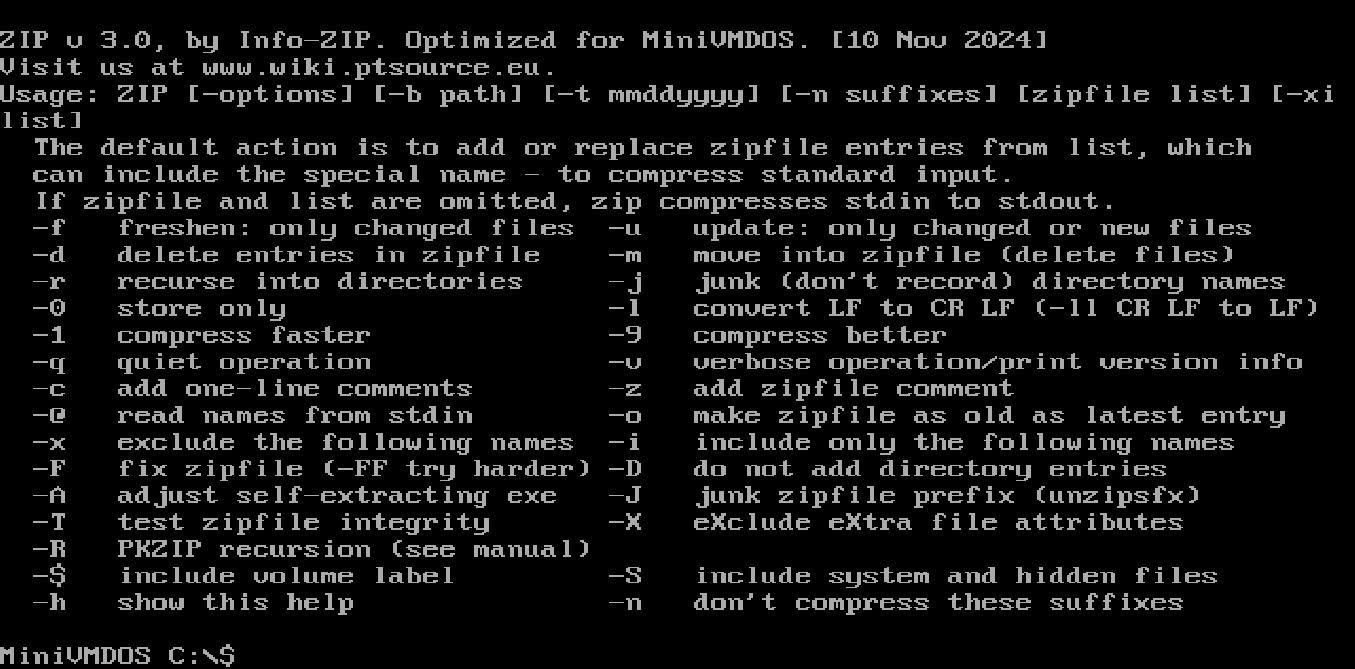 ZIP v 3.0, by Info-ZIP. Optimized for MiniVMDOS. [10 Nov 2024]
Visit us at www.wiki.ptsource.eu.
Usage: ZIP [-options] [-b path] [-t mmddyyyy] [-n suffixes] [zipfile list] [-xi
list]
  The default action is to add or replace zipfile entries from list, which
  can include the special name - to compress standard input.
  If zipfile and list are omitted, zip compresses stdin to stdout.
  -f   freshen: only changed files  -u   update: only changed or new files
  -d   delete entries in zipfile    -m   move into zipfile (delete files)
  -r   recurse into directories     -j   junk (don't record) directory names
  -0   store only                   -l   convert LF to CR LF (-ll CR LF to LF)
  -1   compress faster              -9   compress better
  -q   quiet operation              -v   verbose operation/print version info
  -c   add one-line comments        -z   add zipfile comment
  -@   read names from stdin        -o   make zipfile as old as latest entry
  -x   exclude the following names  -i   include only the following names
  -F   fix zipfile (-FF try harder) -D   do not add directory entries
  -A   adjust self-extracting exe   -J   junk zipfile prefix (unzipsfx)
  -T   test zipfile integrity       -X   eXclude eXtra file attributes
  -R   PKZIP recursion (see manual)
  -$   include volume label         -S   include system and hidden files
  -h   show this help               -n   don't compress these suffixes
MiniVMDOS C:\$